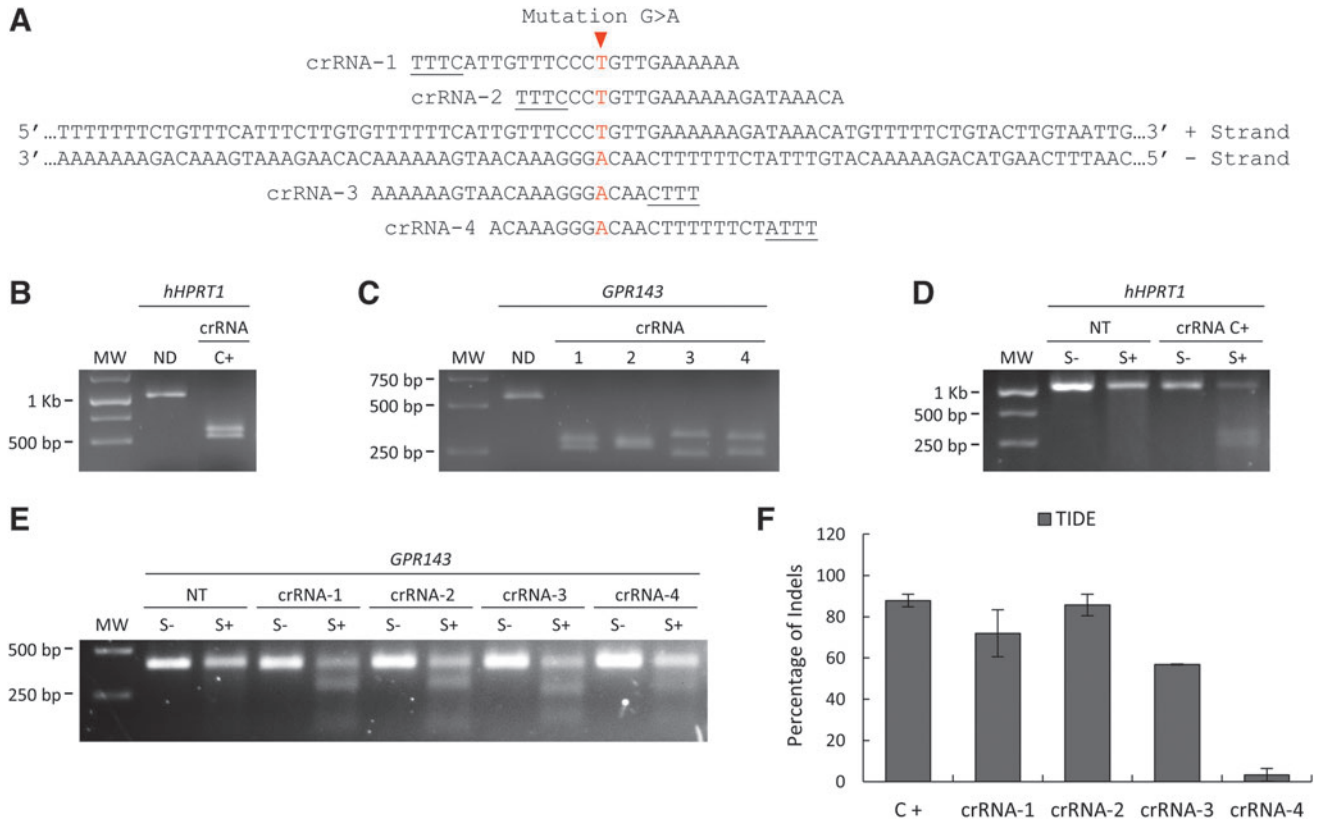 A
Mutation G>A
crRNA-1 TTTCATTGTTTCCCTGTTGAAAAAA
crRNA-2 TTTCCCTGTTGAAAAAAGATAAACA
5′…TTTTTTTCTGTTTCATTTCTTGTGTTTTTTCATTGTTTCCCTGTTGAAAAAAGATAAACATGTTTTTCTGTACTTGTAATTG…3′ + Strand
3′…AAAAAAAGACAAAGTAAAGAACACAAAAAAGTAACAAAGGGACAACTTTTTTCTATTTGTACAAAAAGACATGAACTTTAAC…5′ - Strand
crRNA-3 AAAAAAGTAACAAAGGGACAACTTT
crRNA-4 ACAAAGGGACAACTTTTTTCTATTT
B
hHPRT1
crRNA
MW ND C+
1 Kb
500 bp
C
GPR143
crRNA
MW ND 1 2 3 4
750 bp
500 bp
250 bp
D
hHPRT1
NT crRNA C+
MW S- S+ S- S+
1 Kb
500 bp
250 bp
E
GPR143
NT crRNA-1 crRNA-2 crRNA-3 crRNA-4
MW S- S+ S- S+ S- S+ S- S+ S- S+
500 bp
250 bp
F
TIDE
Percentage of Indels
120
100
80
60
40
20
0
C + crRNA-1 crRNA-2 crRNA-3 crRNA-4